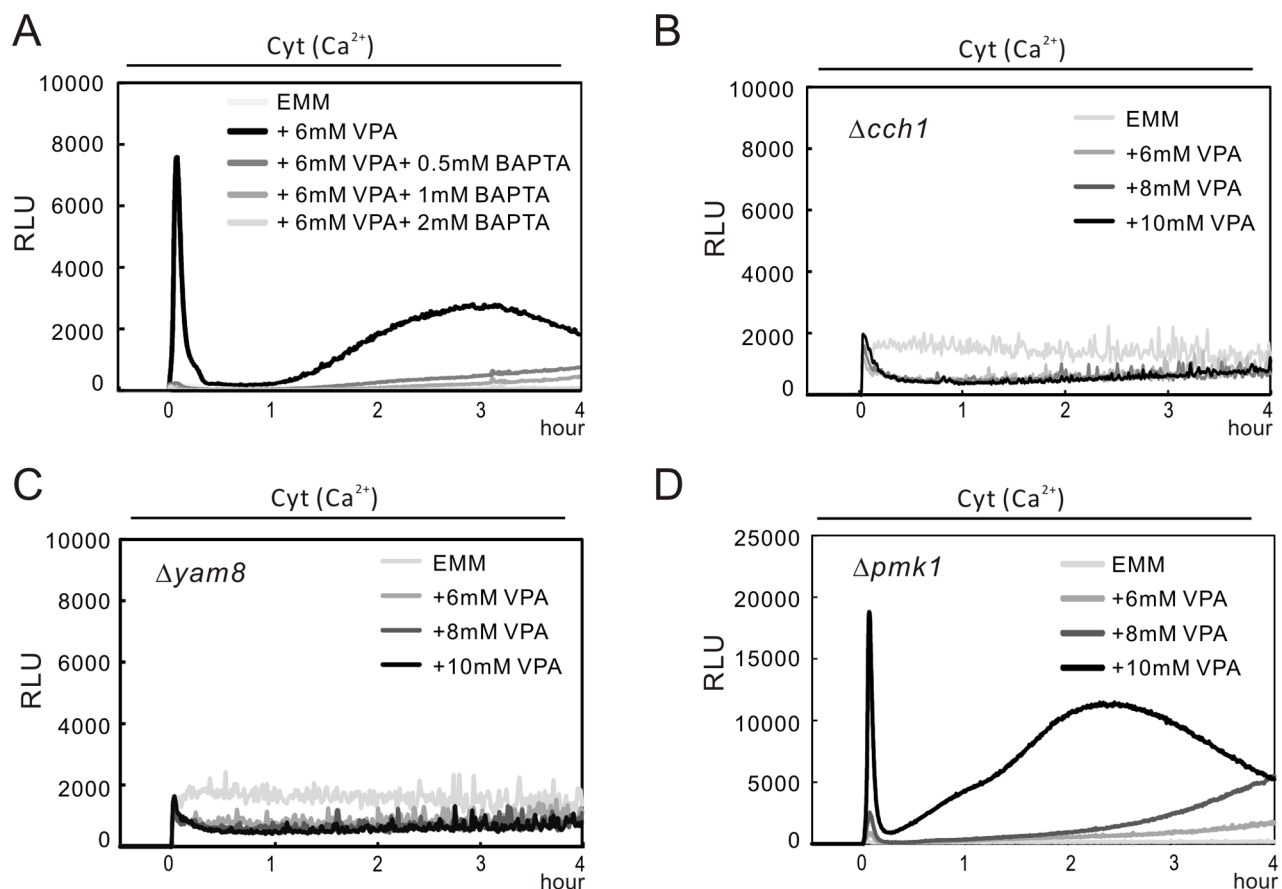 A
Cyt (Ca²⁺)
10000
8000
6000
4000
2000
0
RLU
EMM
+ 6mM VPA
+ 6mM VPA+ 0.5mM BAPTA
+ 6mM VPA+ 1mM BAPTA
+ 6mM VPA+ 2mM BAPTA
0 1 2 3 4
hour
B
Cyt (Ca²⁺)
10000
8000
6000
4000
2000
0
RLU
Δcch1
EMM
+6mM VPA
+8mM VPA
+10mM VPA
0 1 2 3 4
hour
C
Cyt (Ca²⁺)
10000
8000
6000
4000
2000
0
RLU
Δyam8
EMM
+6mM VPA
+8mM VPA
+10mM VPA
0 1 2 3 4
hour
D
Cyt (Ca²⁺)
25000
20000
15000
10000
5000
0
RLU
Δpmk1
EMM
+6mM VPA
+8mM VPA
+10mM VPA
0 1 2 3 4
hour